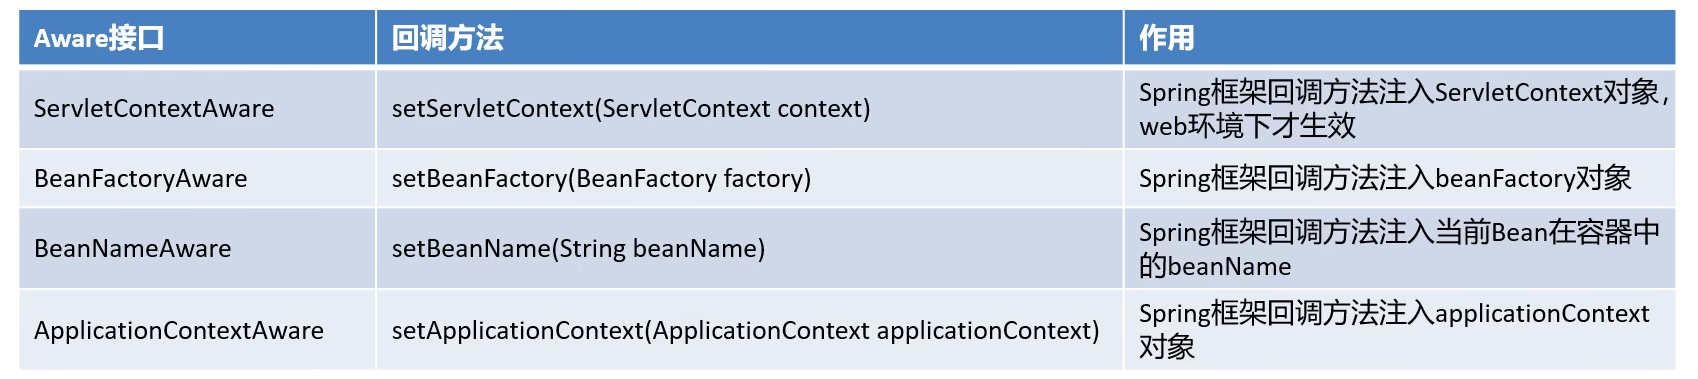 Aware接口 回调方法 作用
ServletContextAware setServletContext(ServletContext context) Spring框架回调方法注入ServletContext对象，
web环境下才生效
BeanFactoryAware setBeanFactory(BeanFactory factory) Spring框架回调方法注入beanFactory对象
BeanNameAware setBeanName(String beanName) Spring框架回调方法注入当前Bean在容器中
的beanName
ApplicationContextAware setApplicationContext(ApplicationContext applicationContext) Spring框架回调方法注入applicationContext
对象